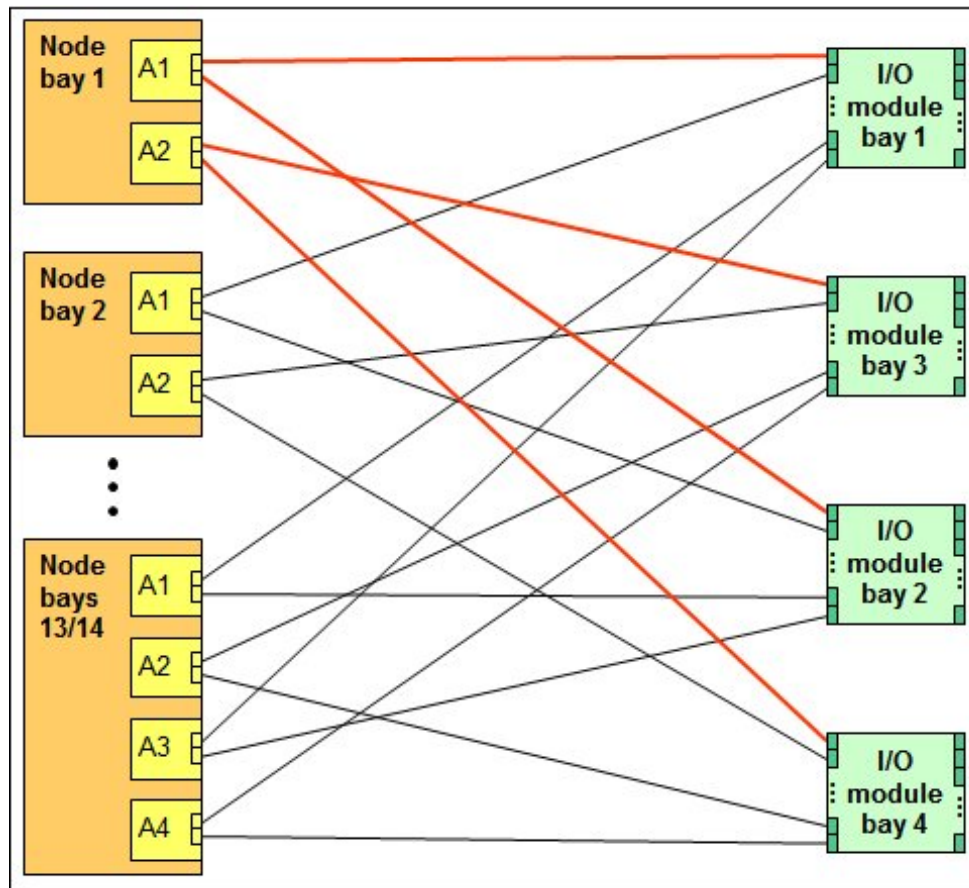 Node
bay 1
A1
A2
Node
bay 2
A1
A2
Node
bays
13/14
A1
A2
A3
A4
I/O
module
bay 1
I/O
module
bay 3
I/O
module
bay 2
I/O
module
bay 4